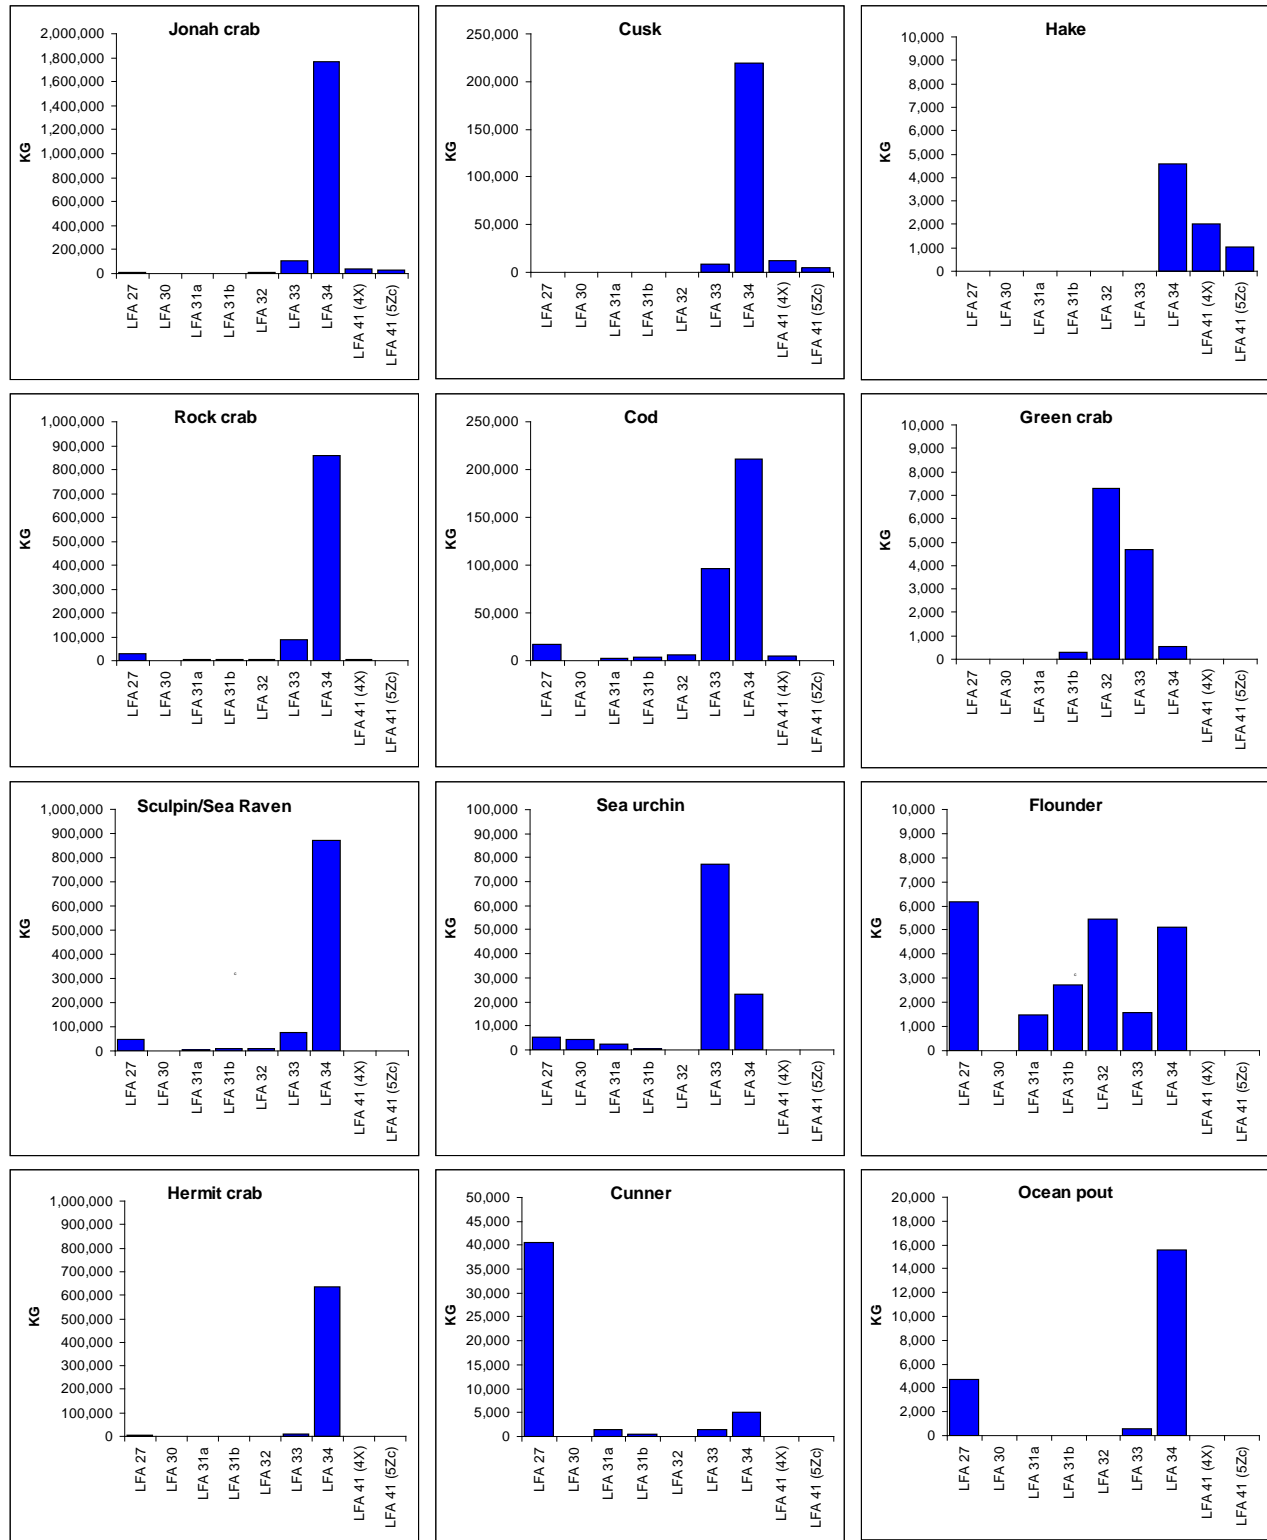 Jonah crab
2,000,000
1,800,000
1,600,000
1,400,000
1,200,000
1,000,000
800,000
600,000
400,000
200,000
0
KG
LFA 27
LFA 30
LFA 31a
LFA 31b
LFA 32
LFA 33
LFA 34
LFA 41 (4X)
LFA 41 (5Zc)
Cusk
250,000
200,000
150,000
100,000
50,000
0
KG
LFA 27
LFA 30
LFA 31a
LFA 31b
LFA 32
LFA 33
LFA 34
LFA 41 (4X)
LFA 41 (5Zc)
Hake
10,000
9,000
8,000
7,000
6,000
5,000
4,000
3,000
2,000
1,000
0
KG
LFA 27
LFA 30
LFA 31a
LFA 31b
LFA 32
LFA 33
LFA 34
LFA 41 (4X)
LFA 41 (5Zc)
Rock crab
1,000,000
900,000
800,000
700,000
600,000
500,000
400,000
300,000
200,000
100,000
0
KG
LFA 27
LFA 30
LFA 31a
LFA 31b
LFA 32
LFA 33
LFA 34
LFA 41 (4X)
LFA 41 (5Zc)
Cod
250,000
200,000
150,000
100,000
50,000
0
KG
LFA 27
LFA 30
LFA 31a
LFA 31b
LFA 32
LFA 33
LFA 34
LFA 41 (4X)
LFA 41 (5Zc)
Green crab
10,000
9,000
8,000
7,000
6,000
5,000
4,000
3,000
2,000
1,000
0
KG
LFA 27
LFA 30
LFA 31a
LFA 31b
LFA 32
LFA 33
LFA 34
LFA 41 (4X)
LFA 41 (5Zc)
Sculpin/Sea Raven
1,000,000
900,000
800,000
700,000
600,000
500,000
400,000
300,000
200,000
100,000
0
KG
LFA 27
LFA 30
LFA 31a
LFA 31b
LFA 32
LFA 33
LFA 34
LFA 41 (4X)
LFA 41 (5Zc)
Sea urchin
100,000
90,000
80,000
70,000
60,000
50,000
40,000
30,000
20,000
10,000
0
KG
LFA 27
LFA 30
LFA 31a
LFA 31b
LFA 32
LFA 33
LFA 34
LFA 41 (4X)
LFA 41 (5Zc)
Flounder
10,000
9,000
8,000
7,000
6,000
5,000
4,000
3,000
2,000
1,000
0
KG
LFA 27
LFA 30
LFA 31a
LFA 31b
LFA 32
LFA 33
LFA 34
LFA 41 (4X)
LFA 41 (5Zc)
Hermit crab
1,000,000
900,000
800,000
700,000
600,000
500,000
400,000
300,000
200,000
100,000
0
KG
LFA 27
LFA 30
LFA 31a
LFA 31b
LFA 32
LFA 33
LFA 34
LFA 41 (4X)
LFA 41 (5Zc)
Cunner
50,000
45,000
40,000
35,000
30,000
25,000
20,000
15,000
10,000
5,000
0
KG
LFA 27
LFA 30
LFA 31a
LFA 31b
LFA 32
LFA 33
LFA 34
LFA 41 (4X)
LFA 41 (5Zc)
Ocean pout
20,000
18,000
16,000
14,000
12,000
10,000
8,000
6,000
4,000
2,000
0
KG
LFA 27
LFA 30
LFA 31a
LFA 31b
LFA 32
LFA 33
LFA 34
LFA 41 (4X)
LFA 41 (5Zc)